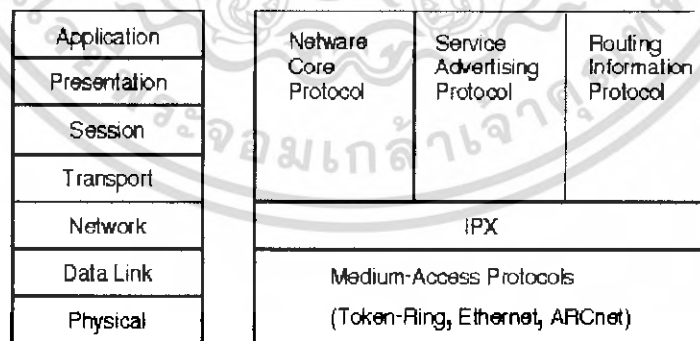 Application
Presentation
Session
Transport
Network
Data Link
Physical
Netware
Core
Protocol
Service
Advertising
Protocol
Routing
Information
Protocol
IPX
Medium-Access Protocols
(Token-Ring, Ethernet, ARCnet)